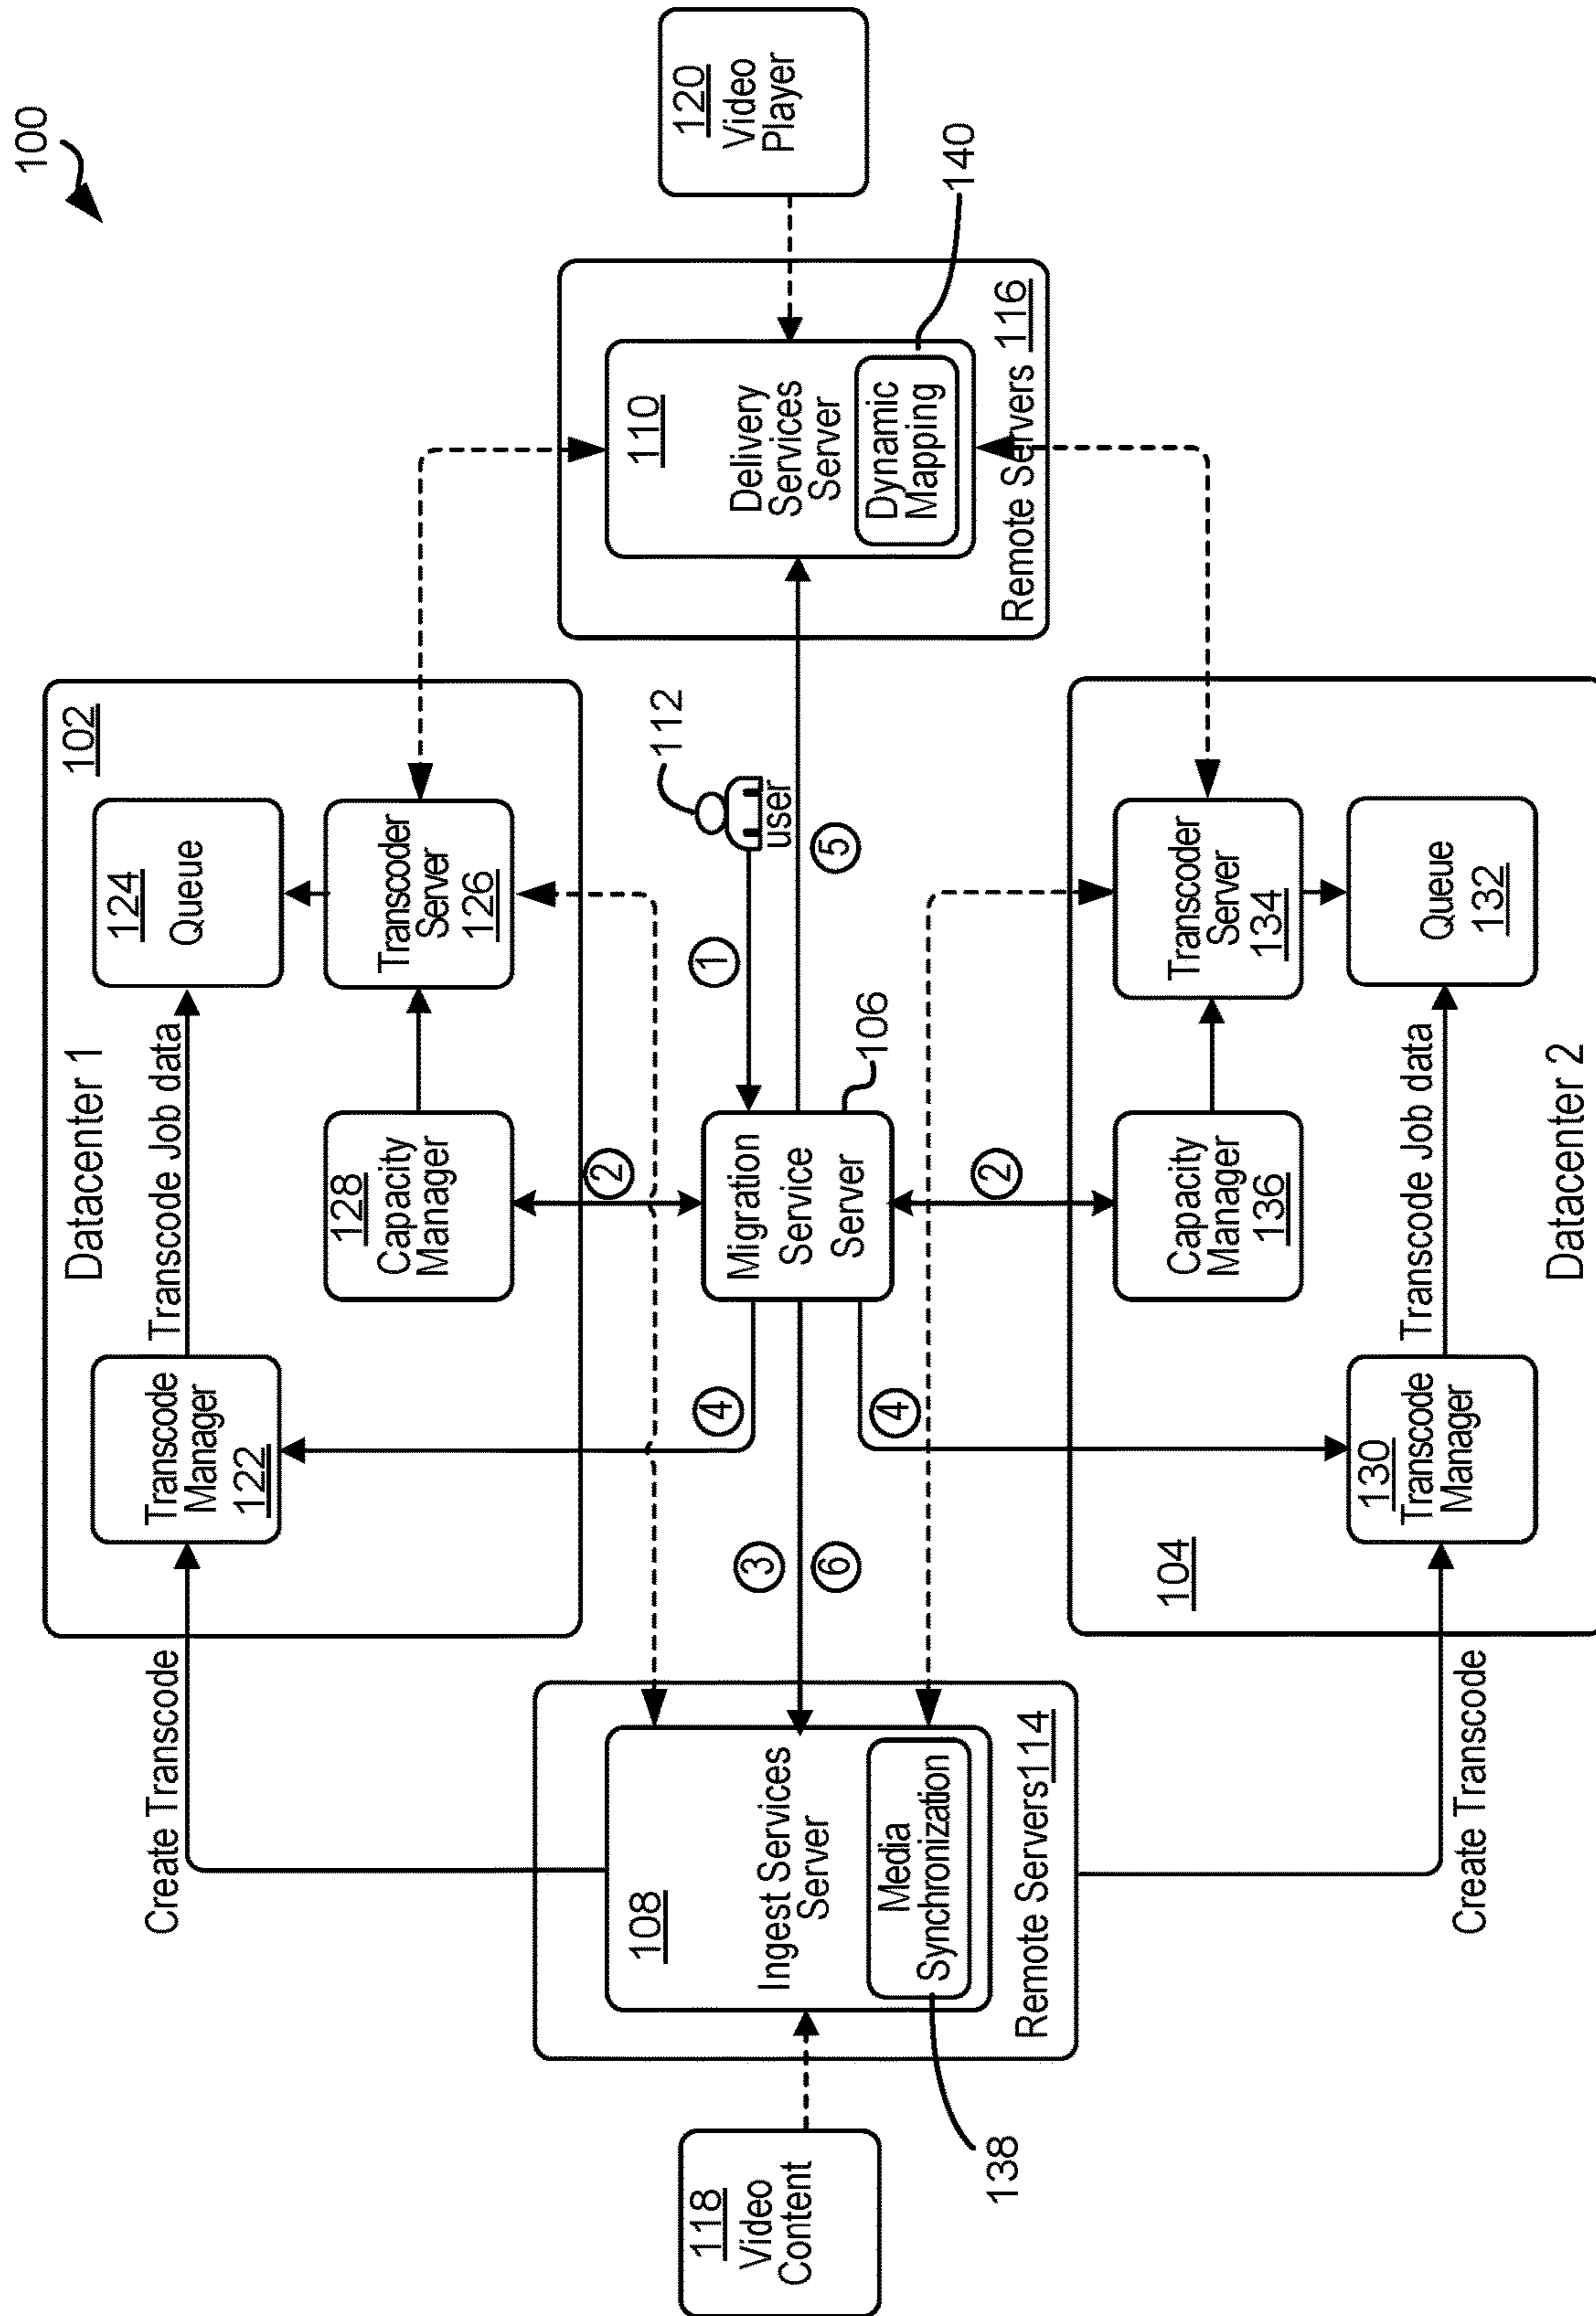 100
Datacenter 1
102
Create Transcode
Transcode
Manager
122
Transcode Job data
124
Queue
128
Capacity
Manager
Transcoder
Server
126
118
Video
Content
108
Ingest Services
Server
Media
Synchronization
Remote Servers 114
138
3
6
4
4
2
2
Migration
Service
Server
106
1
112
user
5
110
Delivery
Services
Server
Dynamic
Mapping
Remote Servers 116
140
120
Video
Player
Create Transcode
104
130
Transcode
Manager
Transcode Job data
Capacity
Manager
136
Transcoder
Server
134
Queue
132
Datacenter 2